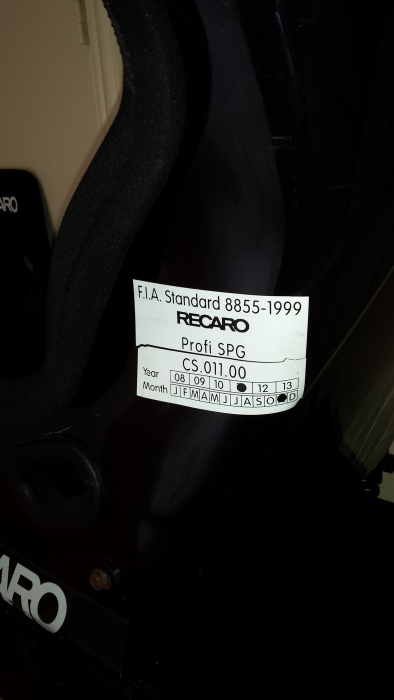 ARO
F.I.A. Standard 8855-1999
RECARO
Profi SPG
CS.011.00
Year 08 09 10 12 13
Month J F M A M J J A S O D
ARO